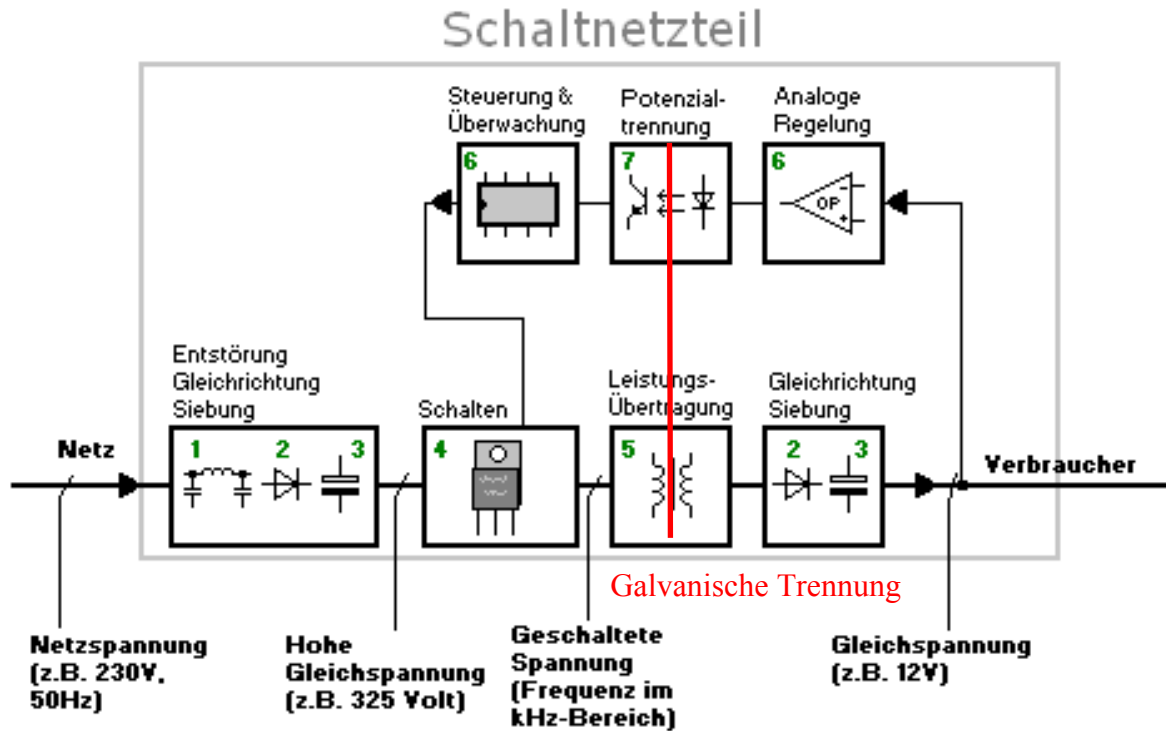 Schaltnetzteil
Steuerung &
Überwachung
6
Potenzial-
trennung
7
Analoge
Regelung
6
OP
Entstörung
Gleichrichtung
Siebung
1 2 3
Schalten
4
Leistungs-
Übertragung
5
Gleichrichtung
Siebung
2 3
Netz
Verbraucher
Galvanische Trennung
Netzspannung
(z.B. 230V,
50Hz)
Hohe
Gleichspannung
(z.B. 325 Volt)
Geschaltete
Spannung
(Frequenz im
kHz-Bereich)
Gleichspannung
(z.B. 12V)